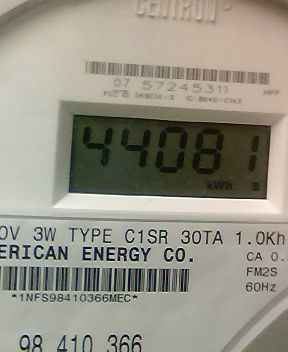 CENTRON
07 57245311
44081
kWh
0V 3W TYPE C1SR 30TA 1.0Kh
ERICAN ENERGY CO. CA 0.
FM2S
*1NFS98410366MEC* 60Hz
98 410 366